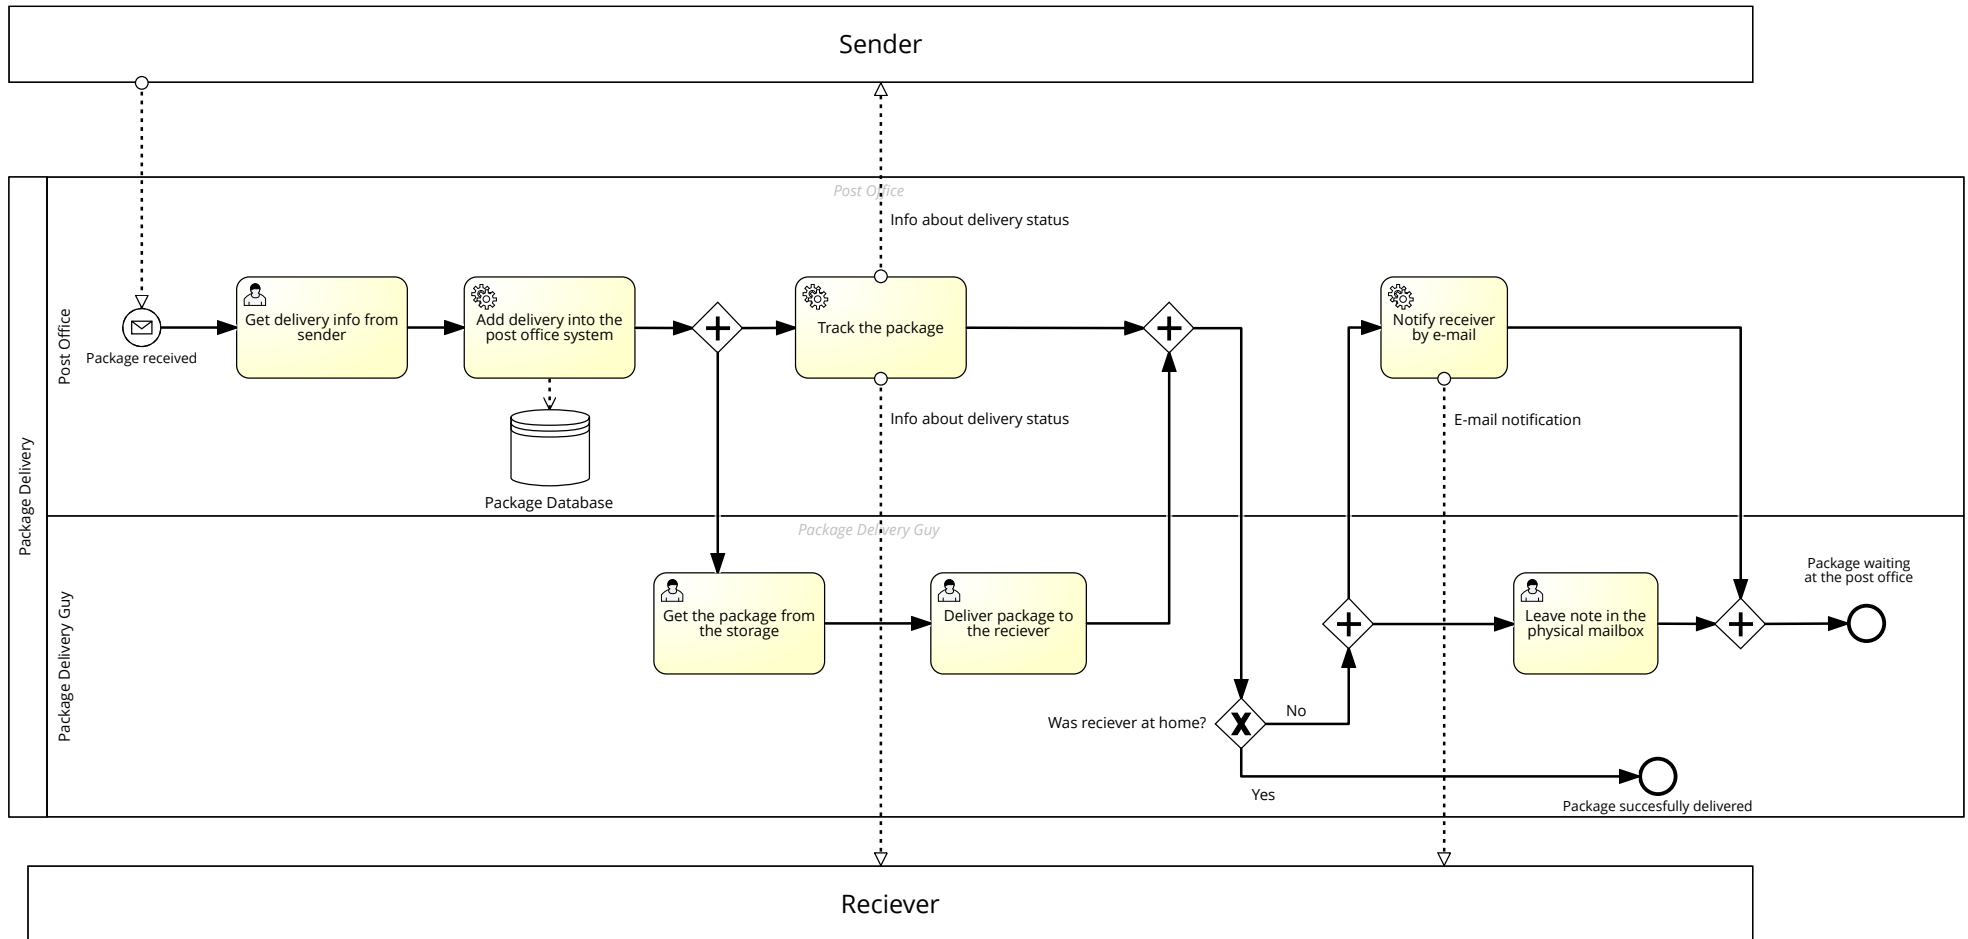 Sender
Post Office
Info about delivery status
Get delivery info from
sender
Add delivery into the
post office system
Track the package
Notify receiver
by e-mail
Package received
Post Office
Info about delivery status
E-mail notification
Package Database
Package Delivery
Package Delivery Guy
Package waiting
at the post office
Get the package from
the storage
Deliver package to
the reciever
Leave note in the
physical mailbox
Package Delivery Guy
No
Was reciever at home?
Yes
Package succesfully delivered
Reciever